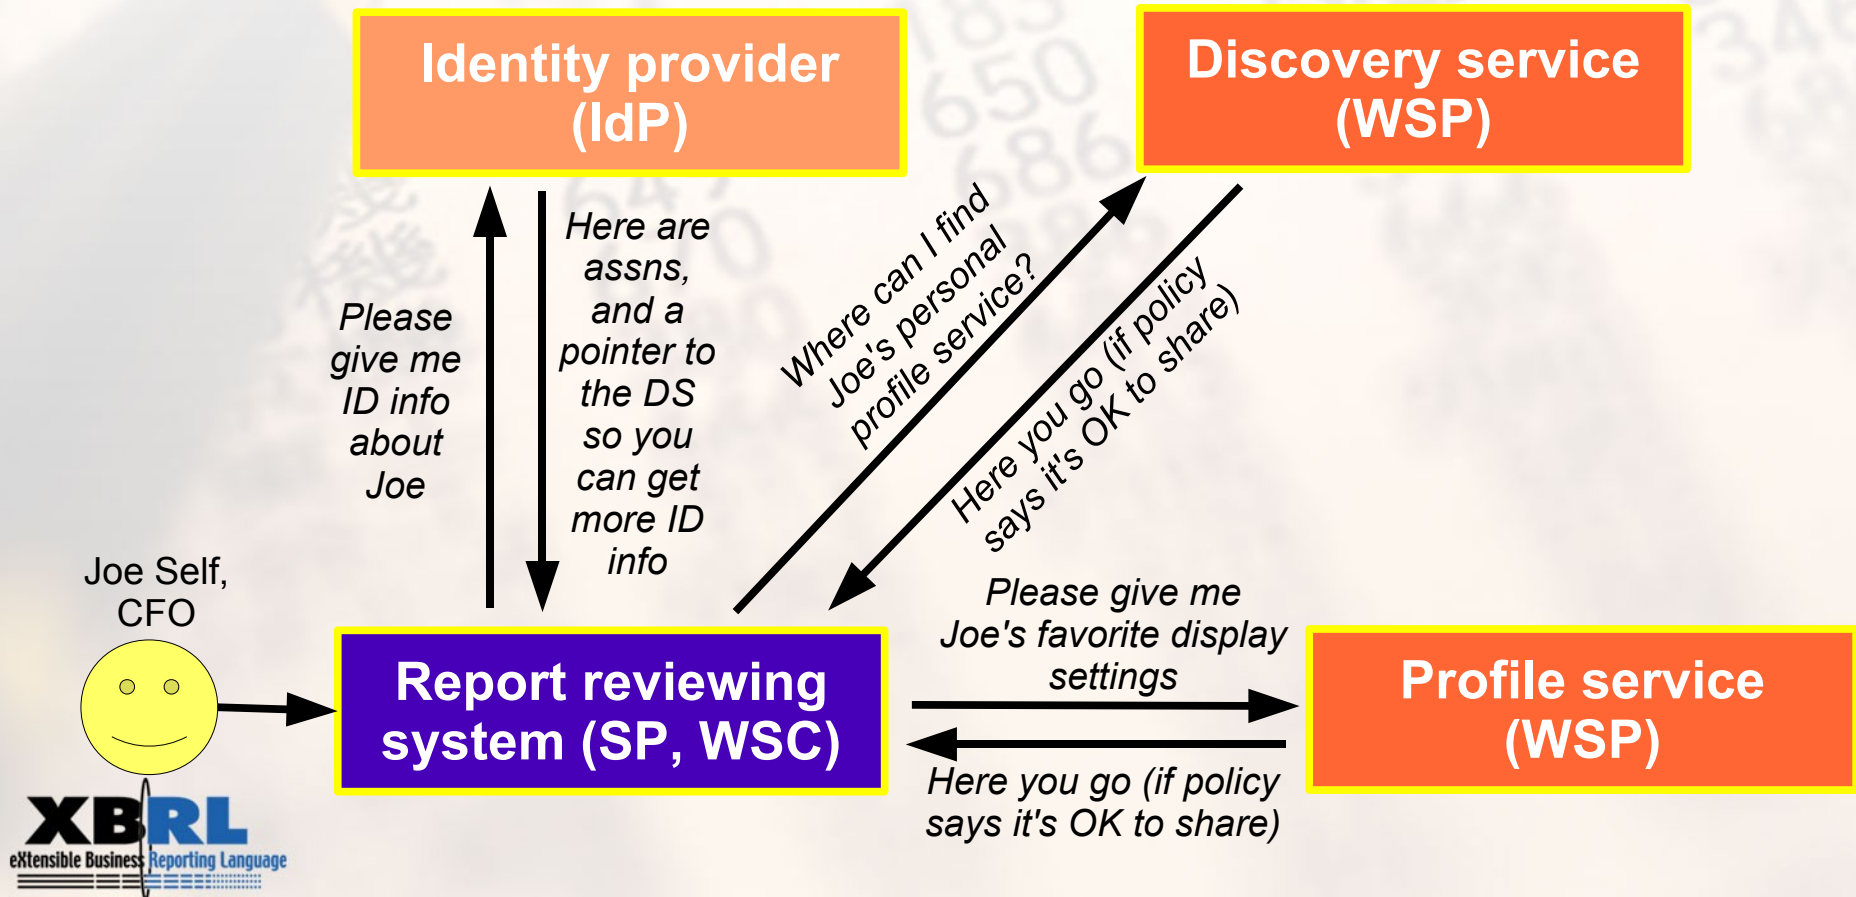 Identity provider
(IdP)
Discovery service
(WSP)
Please
give me
ID info
about
Joe
Here are
assns,
and a
pointer to
the DS
so you
can get
more ID
info
Where can I find
Joe's personal
profile service?
Here you go (if policy
says it's OK to share)
Joe Self,
CFO
Report reviewing
system (SP, WSC)
Please give me
Joe's favorite display
settings
Here you go (if policy
says it's OK to share)
Profile service
(WSP)
XBRL
eXtensible Business Reporting Language
650
686